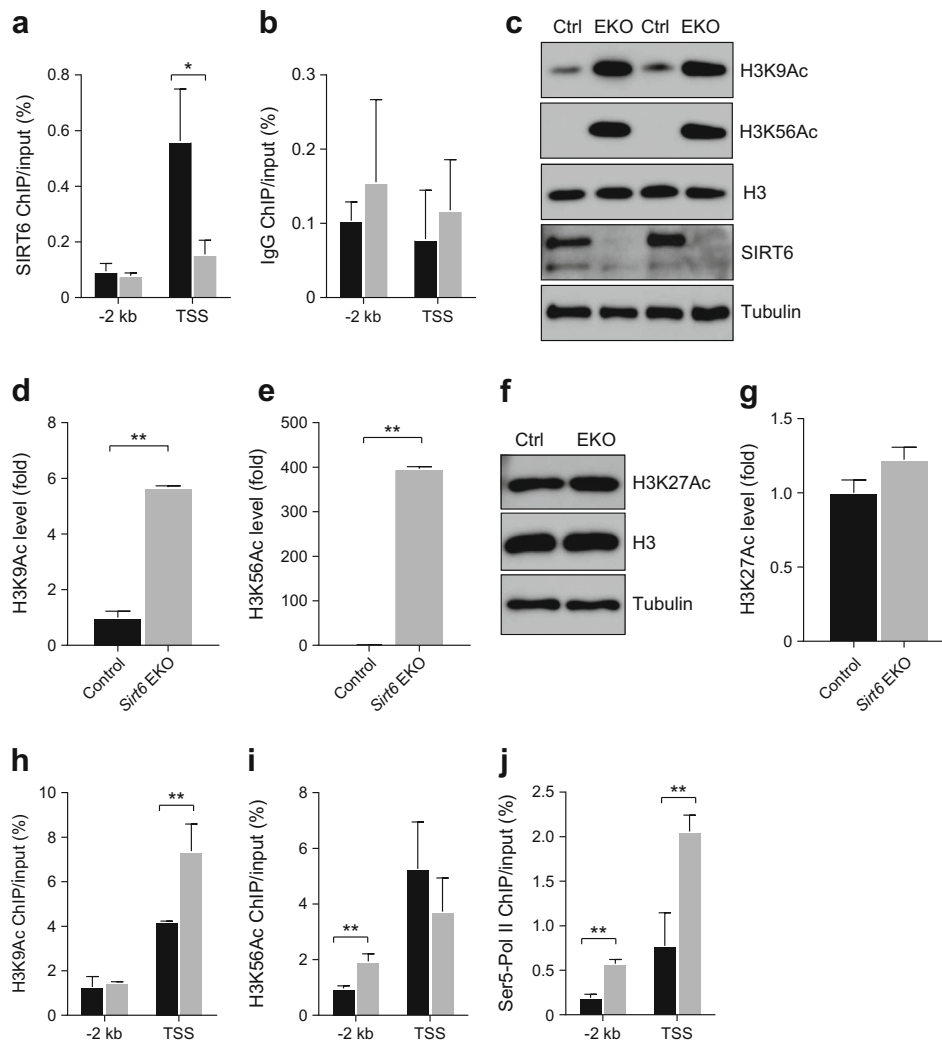 a
SIRT6 ChIP/input (%)
0.8
0.6
0.4
0.2
0
*
-2 kb TSS
b
IgG ChIP/input (%)
0.3
0.2
0.1
0
-2 kb TSS
c
Ctrl EKO Ctrl EKO
H3K9Ac
H3K56Ac
H3
SIRT6
Tubulin
d
H3K9Ac level (fold)
8
6
4
2
0
**
Control
Sirt6 EKO
e
H3K56Ac level (fold)
500
400
300
200
100
0
**
Control
Sirt6 EKO
f
Ctrl EKO
H3K27Ac
H3
Tubulin
g
H3K27Ac level (fold)
1.5
1.0
0.5
0
Control
Sirt6 EKO
h
H3K9Ac ChIP/input (%)
10
8
6
4
2
0
**
-2 kb TSS
i
H3K56Ac ChIP/input (%)
8
6
4
2
0
**
-2 kb TSS
j
Ser5-Pol II ChIP/input (%)
2.5
2.0
1.5
1.0
0.5
0
**
**
-2 kb TSS